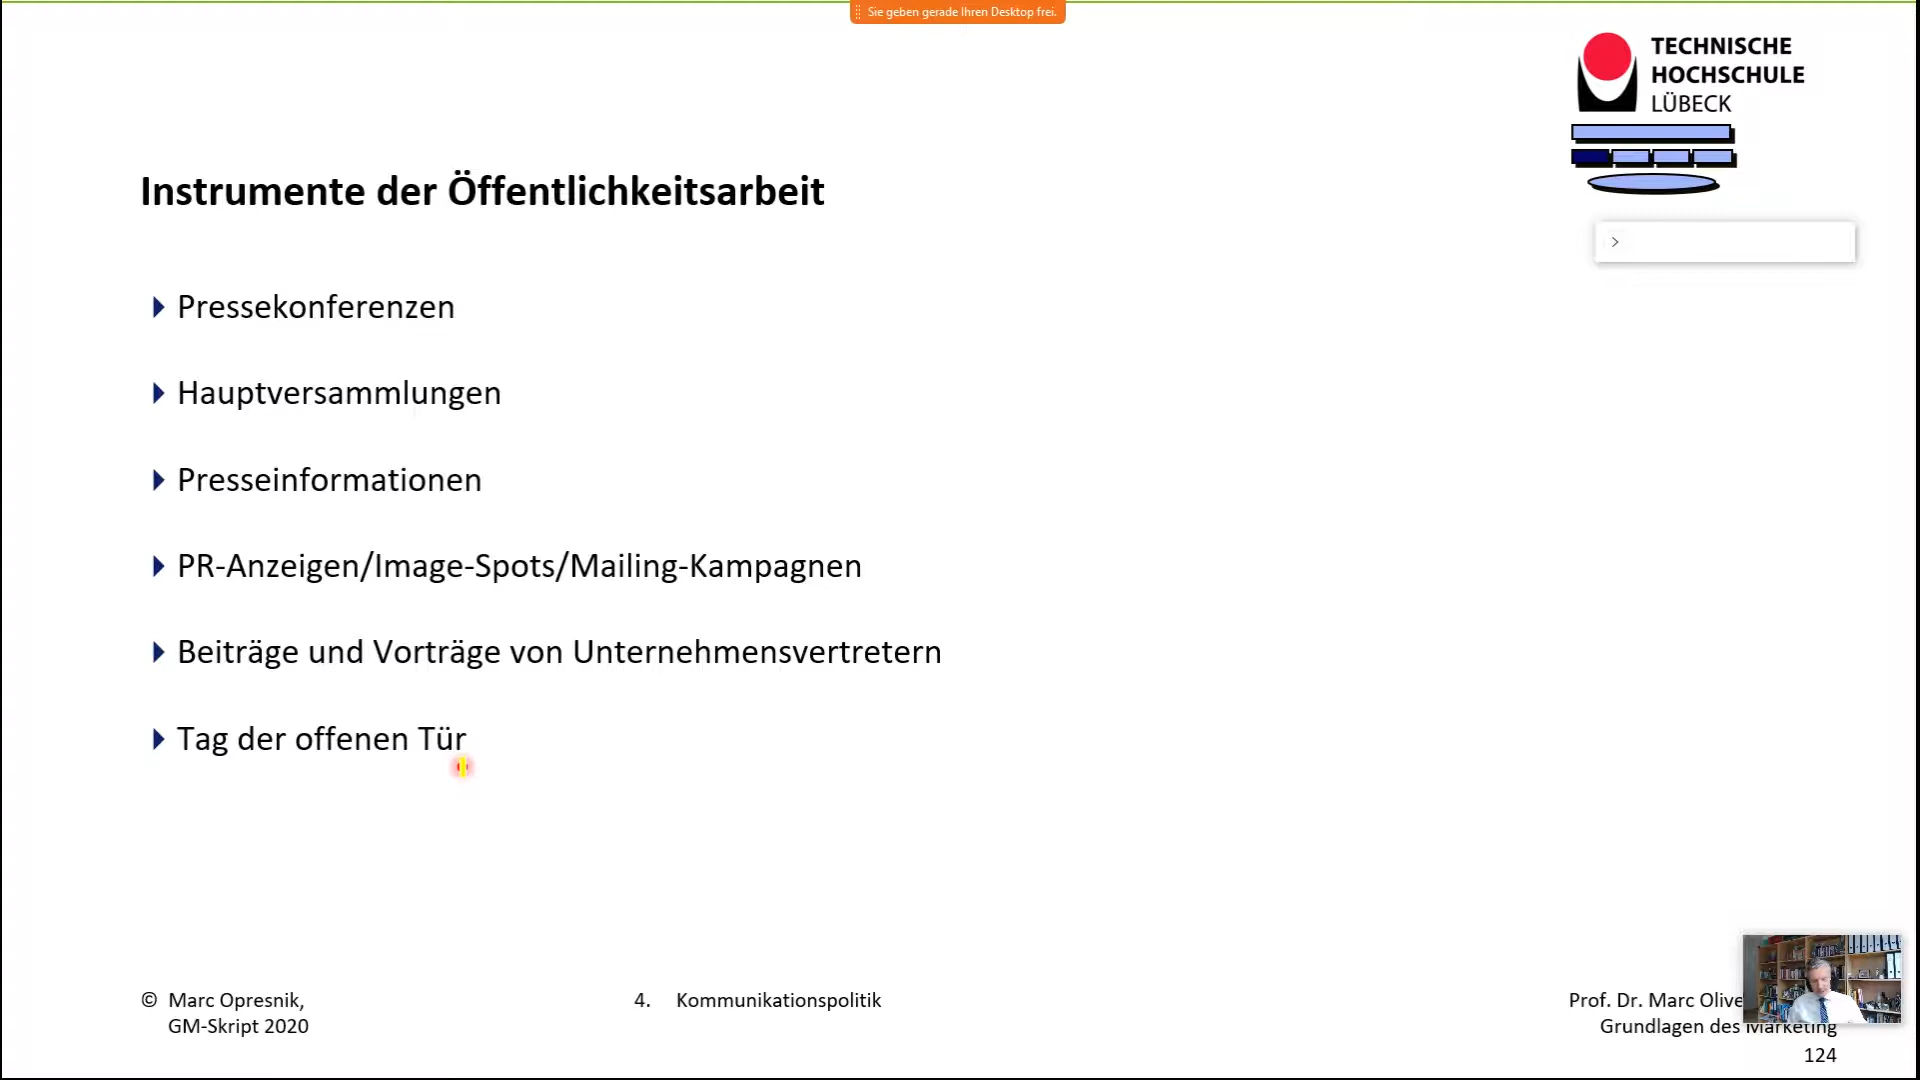 Sie geben gerade Ihren Desktop frei.
TECHNISCHE
HOCHSCHULE
LÜBECK
Instrumente der Öffentlichkeitsarbeit
Pressekonferenzen
Hauptversammlungen
Presseinformationen
PR-Anzeigen/Image-Spots/Mailing-Kampagnen
Beiträge und Vorträge von Unternehmensvertretern
Tag der offenen Tür
© Marc Opresnik,
GM-Skript 2020
4. Kommunikationspolitik
Prof. Dr. Marc Olive
Grundlagen des Marketing
124